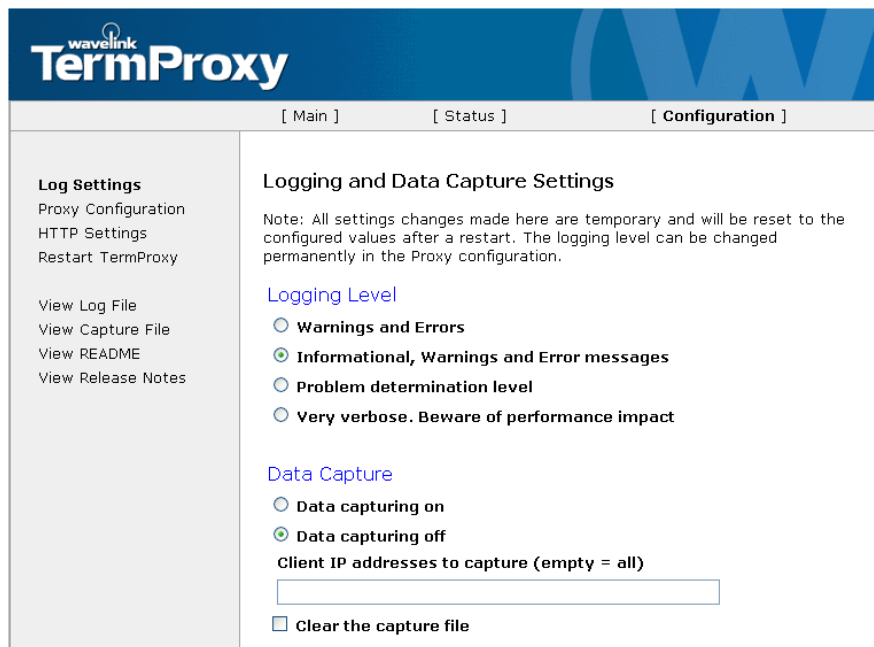 wavelink
TermProxy
[ Main ] [ Status ] [ Configuration ]
Log Settings
Proxy Configuration
HTTP Settings
Restart TermProxy
View Log File
View Capture File
View README
View Release Notes
Logging and Data Capture Settings
Note: All settings changes made here are temporary and will be reset to the
configured values after a restart. The logging level can be changed
permanently in the Proxy configuration.
Logging Level
Warnings and Errors
Informational, Warnings and Error messages
Problem determination level
Very verbose. Beware of performance impact
Data Capture
Data capturing on
Data capturing off
Client IP addresses to capture (empty = all)
Clear the capture file